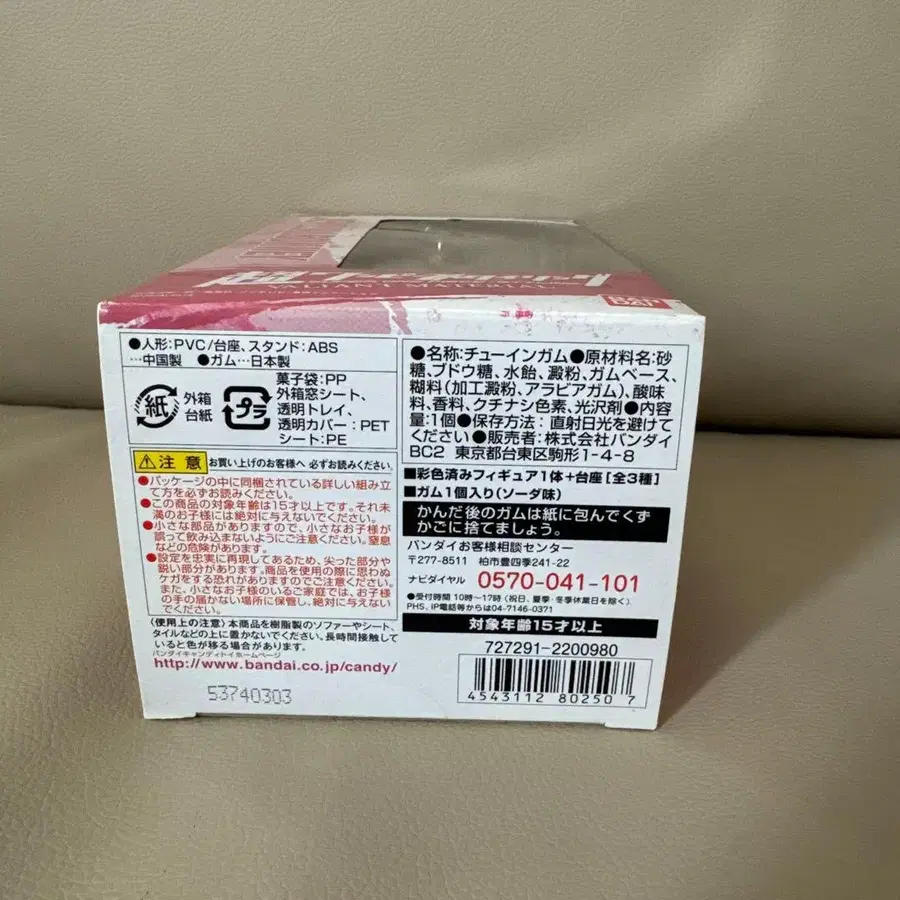 VALIANT MATERIAL
BANDAI
●人形:PVC/台座、スタンド:ABS
…中国製 ●ガム…日本製
紙
外箱
台紙
プラ
菓子袋:PP
外箱窓シート、
透明トレイ、
透明カバー:PET
シート:PE
注意 お買い上げのお客様へ 必ずお読みください。
●パッケージの中に同梱されている詳しい組み立
て方を必ずお読みください。
●この商品の対象年齢は15才以上です。それ未
満のお子様には絶対に与えないでください。
●小さな部品がありますので、小さなお子様が
誤って飲み込まないようにご注意ください。窒息
などの危険があります。
●設定を忠実に再現してあるため、尖った部分や
鋭い部分があります。商品を使用の際に思わぬ
ケガをする恐れがありますのでご注意ください。
また、小さなお子様のいるご家庭では、お子様
の手の届かない場所に保管し、絶対に与えない
でください。
〈使用上の注意〉本商品を樹脂製のソファーやシート、
タイルなどの上に置かないでください。長時間接触して
いると色が移る場合があります。
バンダイキャンディトイホームページ
http://www.bandai.co.jp/candy/
53740303
●名称:チューインガム●原材料名:砂
糖、ブドウ糖、水飴、澱粉、ガムベース、
糊料(加工澱粉、アラビアガム)、酸味
料、香料、クチナシ色素、光沢剤●内容
量:1個●保存方法:直射日光を避けて
ください●販売者:株式会社バンダイ
BC2 東京都台東区駒形1-4-8
■彩色済みフィギュア1体+台座[全3種]
■ガム1個入り(ソーダ味)
かんだ後のガムは紙に包んでくず
かごに捨てましょう。
バンダイお客様相談センター
〒277-8511 柏市豊四季241-22
ナビダイヤル 0570-041-101
●受付時間 10時〜17時(祝日、夏季・冬季休業日を除く)。
PHS、IP電話等からは04-7146-0371
対象年齢15才以上
727291-2200980
4543112 80250 7